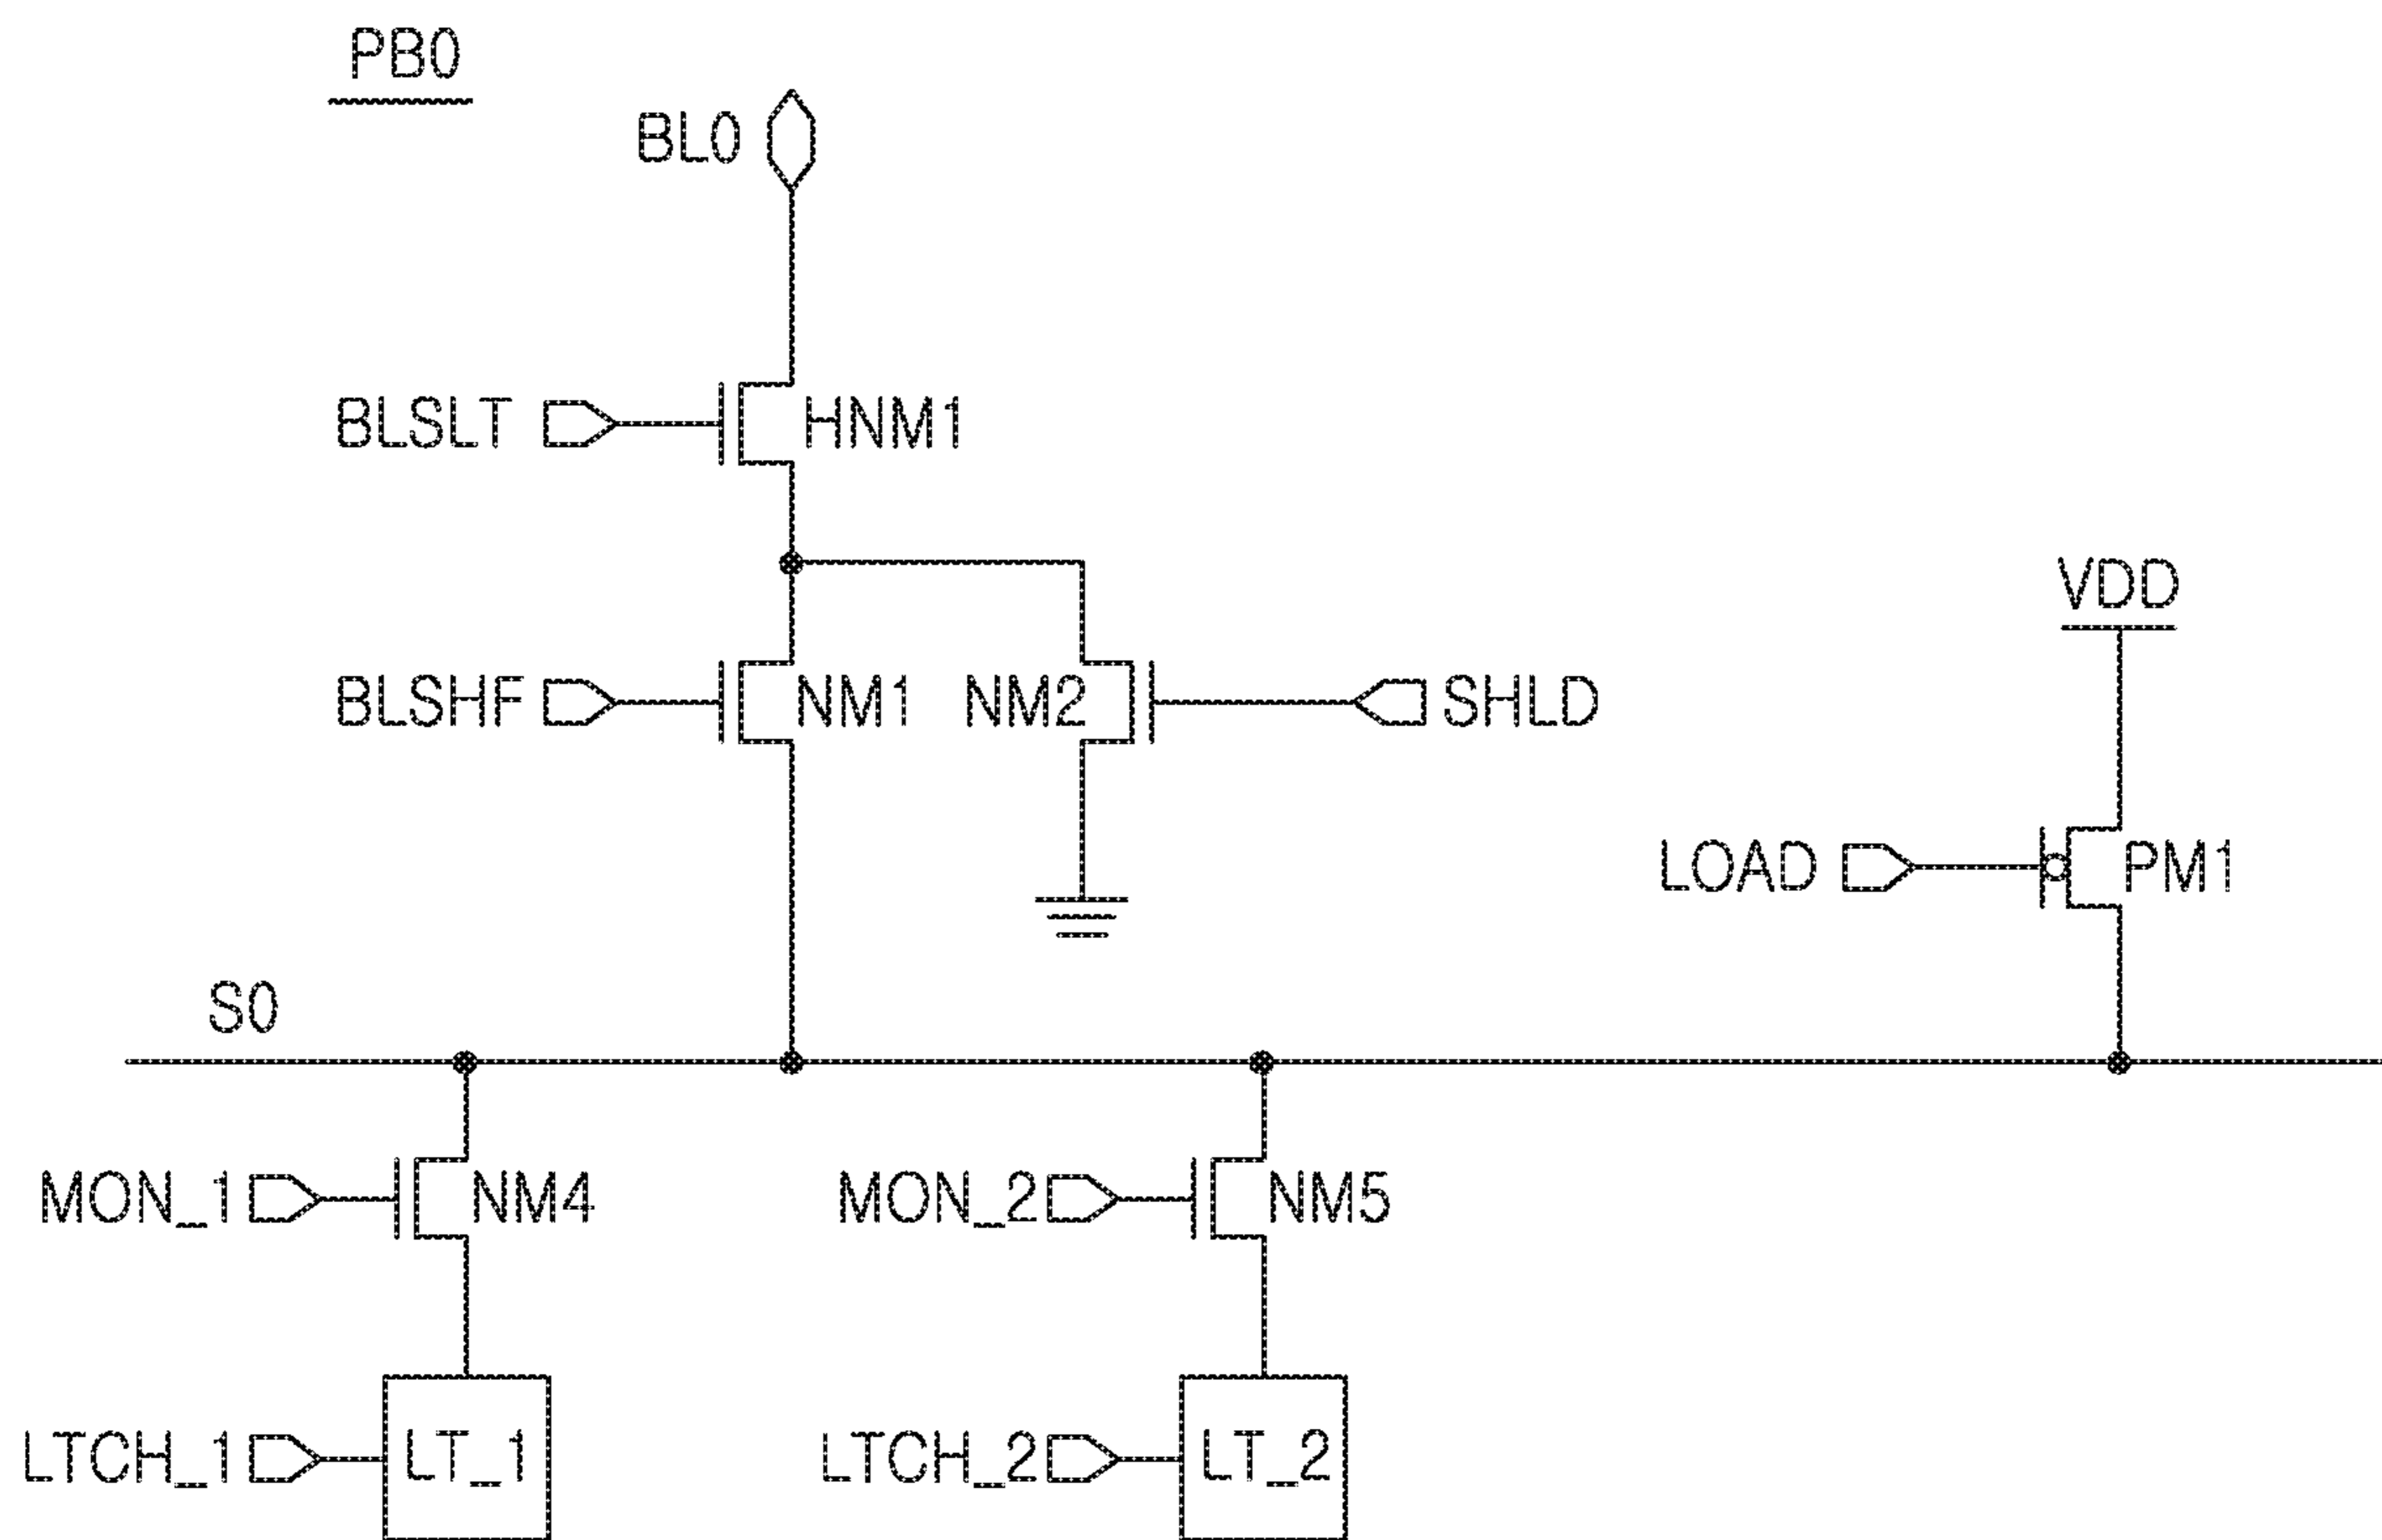 PB0
BL0
BLSLT HNM1
VDD
BLSHF NM1 NM2 SHLD
LOAD PM1
S0
MON_1 NM4 MON_2 NM5
LTCH_1 LT_1 LTCH_2 LT_2